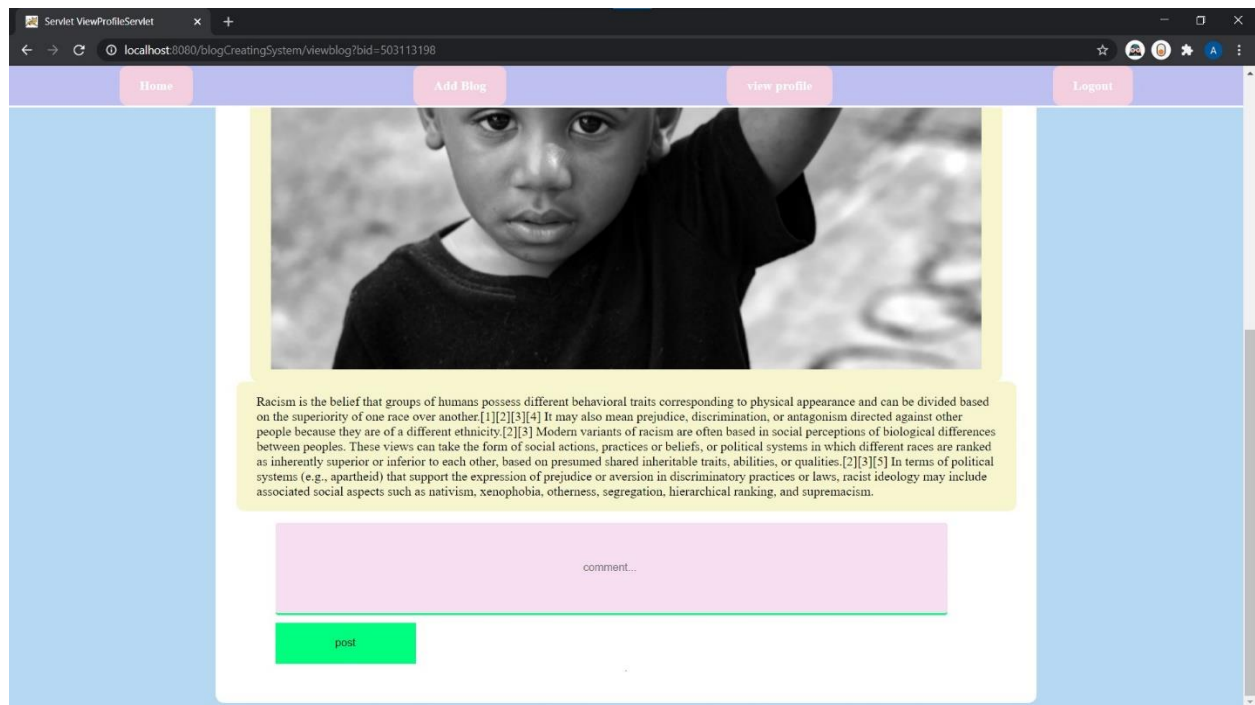 Servlet ViewProfileServlet
localhost:8080/blogCreatingSystem/viewblog?bid=503113198
A
Home Add Blog view profile Logout
Racism is the belief that groups of humans possess different behavioral traits corresponding to physical appearance and can be divided based
on the superiority of one race over another.[1][2][3][4] It may also mean prejudice, discrimination, or antagonism directed against other
people because they are of a different ethnicity.[2][3] Modern variants of racism are often based in social perceptions of biological differences
between peoples. These views can take the form of social actions, practices or beliefs, or political systems in which different races are ranked
as inherently superior or inferior to each other, based on presumed shared inheritable traits, abilities, or qualities.[2][3][5] In terms of political
systems (e.g., apartheid) that support the expression of prejudice or aversion in discriminatory practices or laws, racist ideology may include
associated social aspects such as nativism, xenophobia, otherness, segregation, hierarchical ranking, and supremacism.
comment...
post